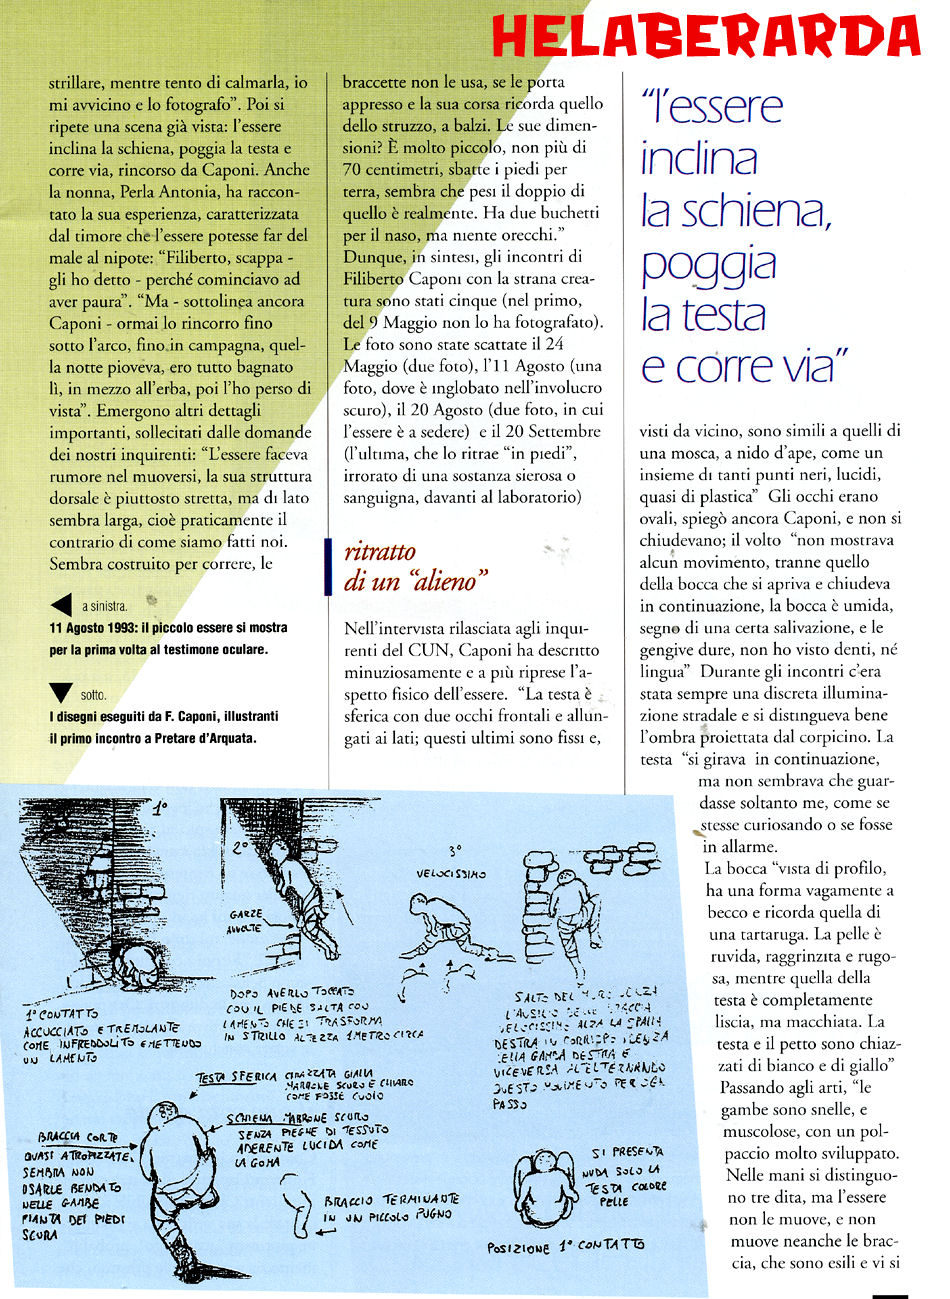 HELABERARDA
strillare, mentre tento di calmarla, io
mi avvicino e lo fotografo”. Poi si
ripete una scena già vista: l’essere
inclina la schiena, poggia la testa e
corre via, rincorso da Caponi. Anche
la nonna, Perla Antonia, ha raccon-
tato la sua esperienza, caratterizzata
dal timore che l’essere potesse far del
male al nipote: “Filiberto, scappa -
gli ho detto - perché cominciavo ad
aver paura”. “Ma - sottolinea ancora
Caponi - ormai lo rincorro fino
sotto l’arco, fino in campagna, quel-
la notte pioveva, ero tutto bagnato
lì, in mezzo all’erba, poi l’ho perso di
vista”. Emergono altri dettagli
importanti, sollecitati dalle domande
dei nostri inquirenti: “L’essere faceva
rumore nel muoversi, la sua struttura
dorsale è piuttosto stretta, ma di lato
sembra larga, cioè praticamente il
contrario di come siamo fatti noi.
Sembra costruito per correre, le
a sinistra.
11 Agosto 1993: il piccolo essere si mostra
per la prima volta al testimone oculare.
sotto.
I disegni eseguiti da F. Caponi, illustranti
il primo incontro a Pretare d’Arquata.
braccette non le usa, se le porta
appresso e la sua corsa ricorda quello
dello struzzo, a balzi. Le sue dimen-
sioni? È molto piccolo, non più di
70 centimetri, sbatte i piedi per
terra, sembra che pesi il doppio di
quello è realmente. Ha due buchetti
per il naso, ma niente orecchi.”
Dunque, in sintesi, gli incontri di
Filiberto Caponi con la strana crea-
tura sono stati cinque (nel primo,
del 9 Maggio non lo ha fotografato).
Le foto sono state scattate il 24
Maggio (due foto), l’11 Agosto (una
foto, dove è inglobato nell’involucro
scuro), il 20 Agosto (due foto, in cui
l’essere è a sedere) e il 20 Settembre
(l’ultima, che lo ritrae “in piedi”,
irrorato di una sostanza sierosa o
sanguigna, davanti al laboratorio)
ritratto
di un “alieno”
Nell’intervista rilasciata agli inqui-
renti del CUN, Caponi ha descritto
minuziosamente e a più riprese l’a-
spetto fisico dell’essere. “La testa è
sferica con due occhi frontali e allun-
gati ai lati; questi ultimi sono fissi e,
“l’essere
inclina
la schiena,
poggia
la testa
e corre via”
visti da vicino, sono simili a quelli di
una mosca, a nido d’ape, come un
insieme di tanti punti neri, lucidi,
quasi di plastica” Gli occhi erano
ovali, spiegò ancora Caponi, e non si
chiudevano; il volto “non mostrava
alcun movimento, tranne quello
della bocca che si apriva e chiudeva
in continuazione, la bocca è umida,
segno di una certa salivazione, e le
gengive dure, non ho visto denti, né
lingua” Durante gli incontri c’era
stata sempre una discreta illumina-
zione stradale e si distingueva bene
l’ombra proiettata dal corpicino. La
testa “si girava in continuazione,
ma non sembrava che guar-
dasse soltanto me, come se
stesse curiosando o se fosse
in allarme.
La bocca “vista di profilo,
ha una forma vagamente a
becco e ricorda quella di
una tartaruga. La pelle è
ruvida, raggrinzita e rugo-
sa, mentre quella della
testa è completamente
liscia, ma macchiata. La
testa e il petto sono chiaz-
zati di bianco e di giallo”
Passando agli arti, “le
gambe sono snelle, e
muscolose, con un pol-
paccio molto sviluppato.
Nelle mani si distinguo-
no tre dita, ma l’essere
non le muove, e non
muove neanche le brac-
cia, che sono esili e vi si
1°
1° CONTATTO
ACCUCCIATO E TREMOLANTE
COME INFREDDOLITO EMETTENDO
UN LAMENTO
2°
GARZE
AVVOLTE
DOPO AVERLO TOCCATO
CON IL PIEDE SALTA CON
LAMENTO CHE SI TRASFORMA
IN STRILLO ALTEZZA 1 METRO CIRCA
3°
VELOCISSIMO
SALTO DEL MURO SENZA
L'AUSILIO DELLE BRACCIA
VELOCISSIMO ALZA LA SPALLA
DESTRA IN CORRISPONDENZA
DELLA GAMBA DESTRA E
VICEVERSA ALTERNANDO
QUESTO MOVIMENTO PER OGNI
PASSO
TESTA SFERICA CHIAZZATA GIALLA
MARRONE SCURO E CHIARO
COME FOSSE CUOIO
SCHIENA MARRONE SCURO
SENZA PIEGHE DI TESSUTO
ADERENTE LUCIDA COME
LA GOMMA
BRACCIA CORTE
QUASI ATROFIZZATE,
SEMBRA NON
USARLE BENDATO
NELLE GAMBE
PIANTA DEI PIEDI
SCURA
BRACCIO TERMINANTE
IN UN PICCOLO PUGNO
SI PRESENTA
NUDA SOLO LA
TESTA COLORE
PELLE
POSIZIONE 1° CONTATTO